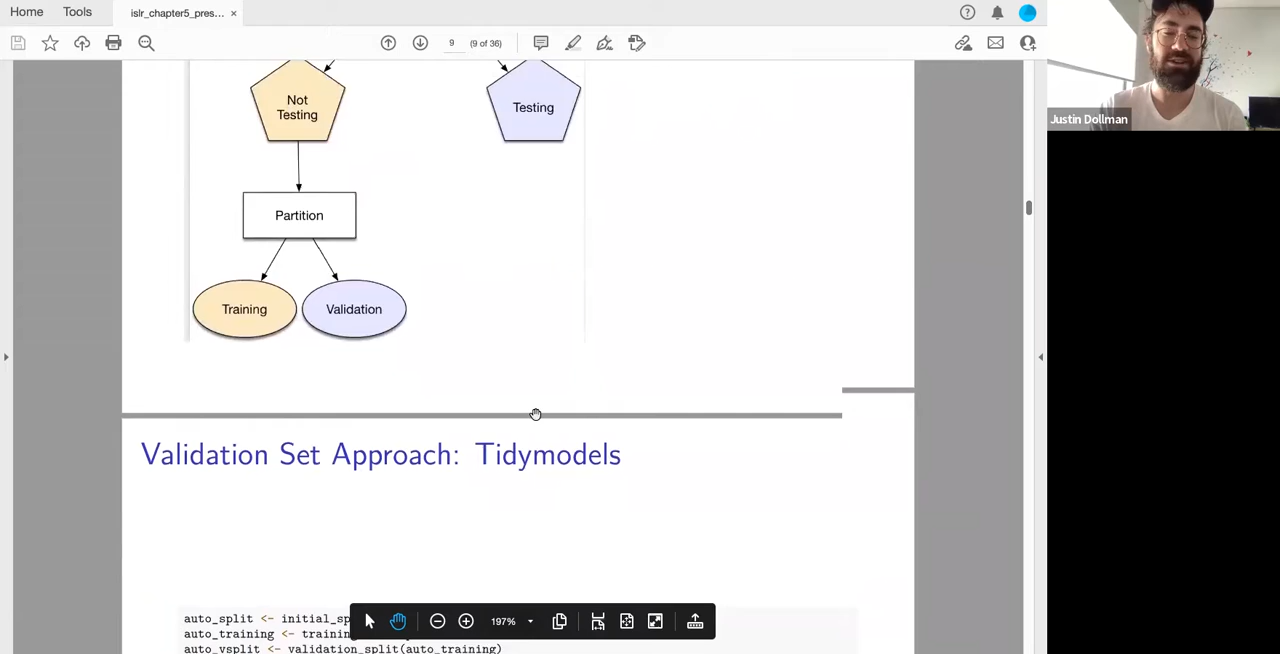 Home
Tools
islr_chapter5_pres...
9
(9 of 36)
Justin Dollman
Not
Testing
Testing
Partition
Training
Validation
Validation Set Approach: Tidymodels
auto_split <- initial_sp
auto_training <- training
auto_vsplit <- validation_split(auto_training)
197%